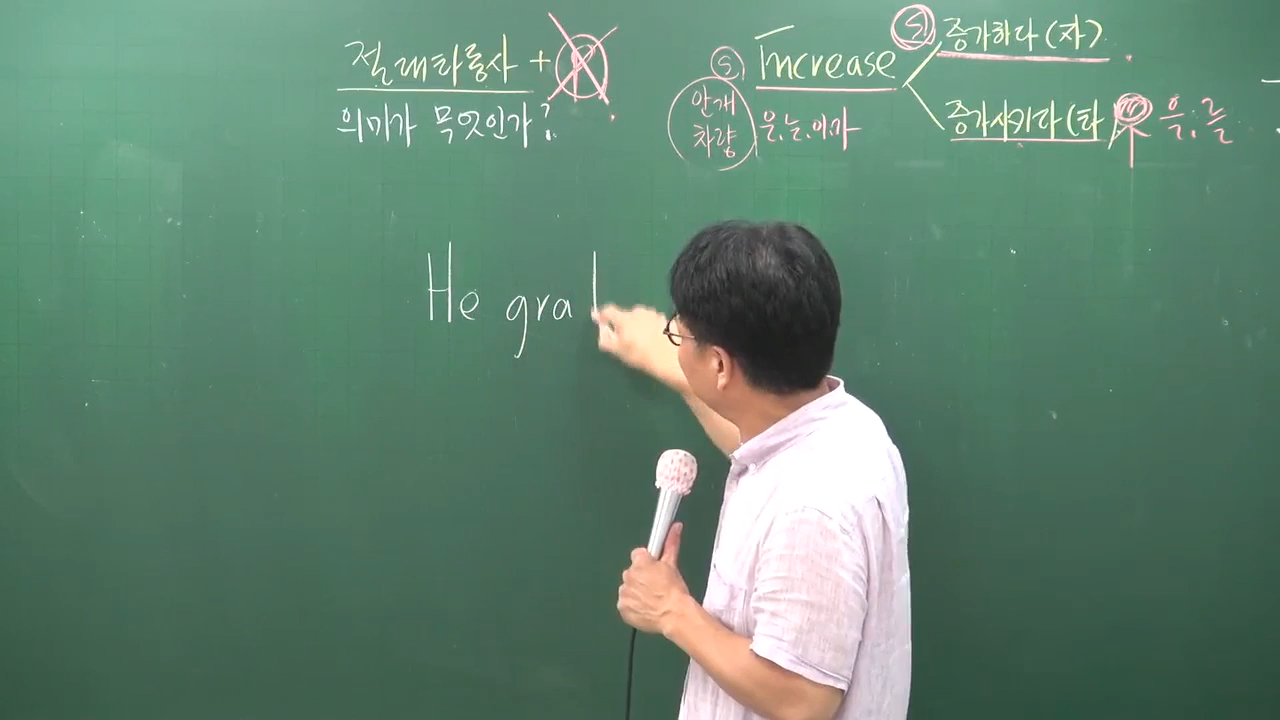 절대타동사 + R
의미가 무엇인가?
S Increase
안개 차량 은,는,이,가
S! 증가하다 (자)
증가시키다 (타) 을,를
He gra